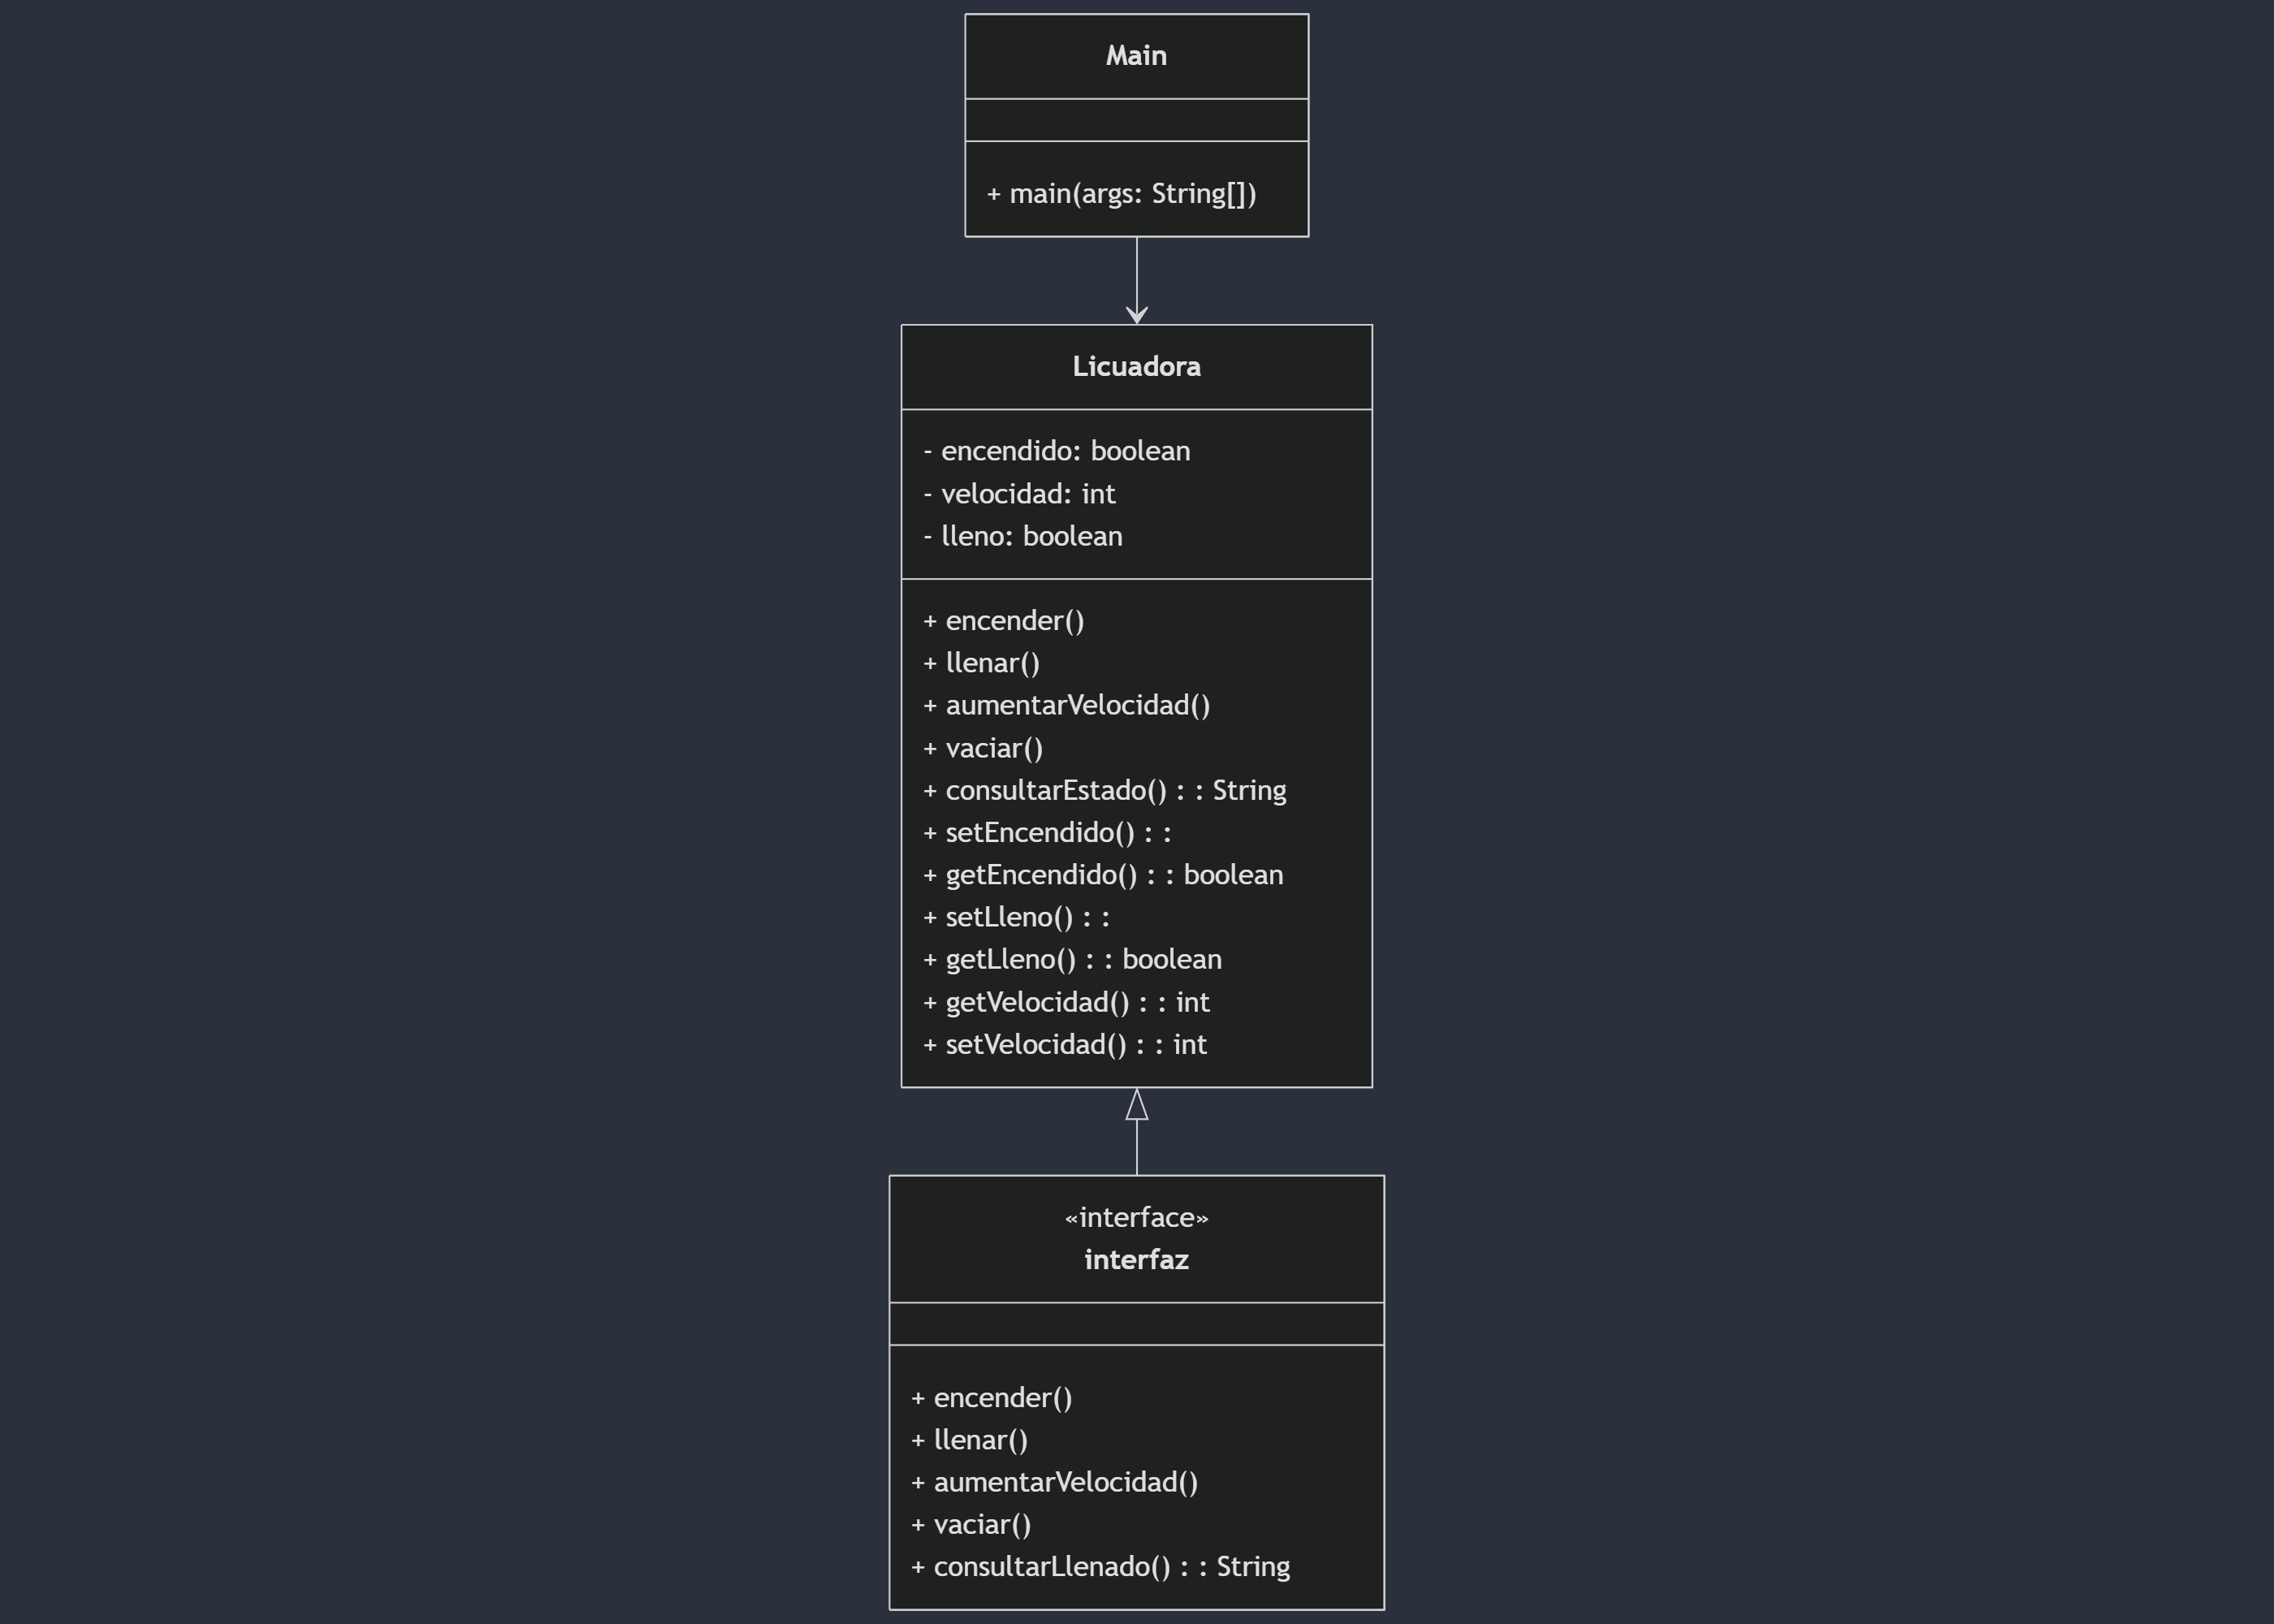 Main
+ main(args: String[])
Licuadora
- encendido: boolean
- velocidad: int
- lleno: boolean
+ encender()
+ llenar()
+ aumentarVelocidad()
+ vaciar()
+ consultarEstado() : : String
+ setEncendido() : :
+ getEncendido() : : boolean
+ setLleno() : :
+ getLleno() : : boolean
+ getVelocidad() : : int
+ setVelocidad() : : int
«interface»
interfaz
+ encender()
+ llenar()
+ aumentarVelocidad()
+ vaciar()
+ consultarLlenado() : : String